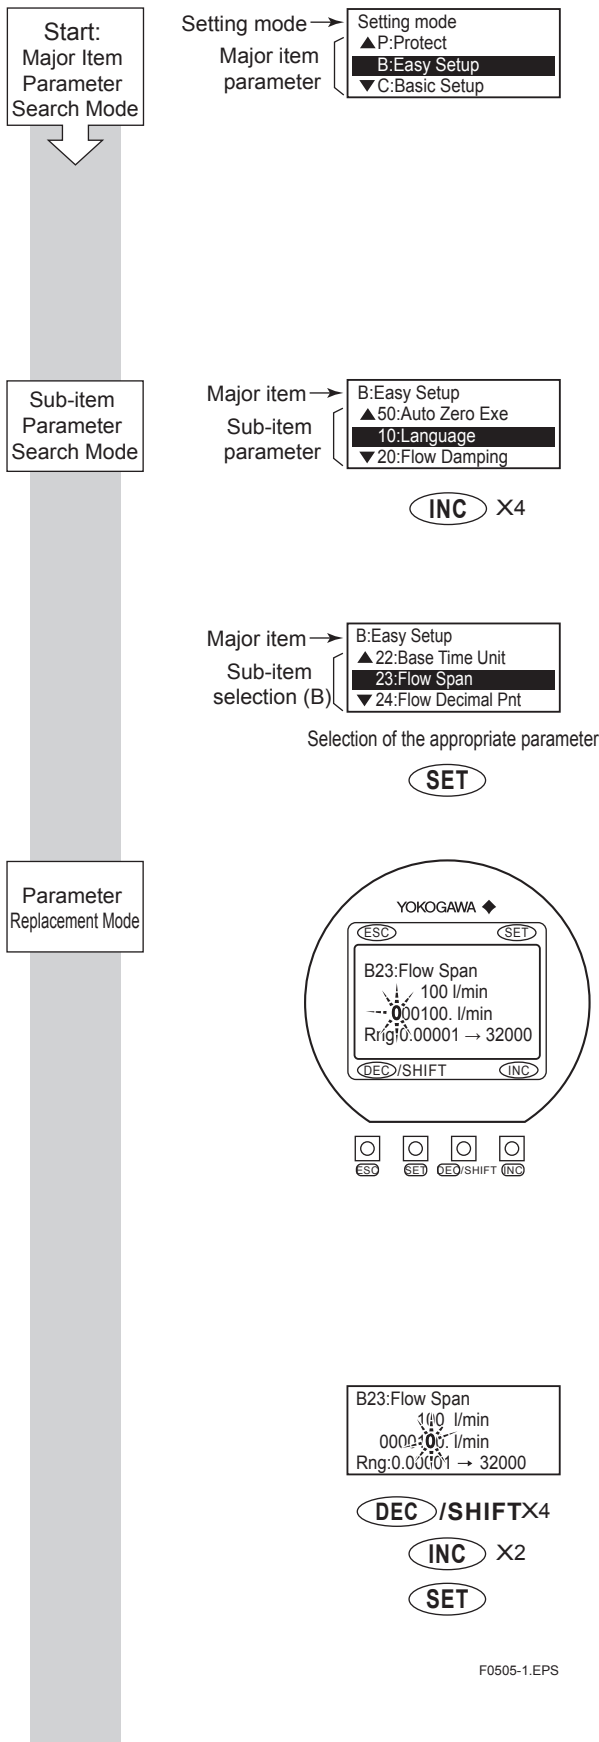 Start:
Major Item
Parameter
Search Mode
Setting mode
Major item
parameter
Setting mode
▲P:Protect
B:Easy Setup
▼C:Basic Setup
Sub-item
Parameter
Search Mode
Major item
Sub-item
parameter
B:Easy Setup
▲50:Auto Zero Exe
10:Language
▼20:Flow Damping
INC X4
Major item
Sub-item
selection (B)
B:Easy Setup
▲22:Base Time Unit
23:Flow Span
▼24:Flow Decimal Pnt
Selection of the appropriate parameter
SET
Parameter
Replacement Mode
YOKOGAWA ◆
ESC SET
B23:Flow Span
100 l/min
000100. l/min
Rng:0.00001 → 32000
DEC/SHIFT INC
ESC SET DEC/SHIFT INC
B23:Flow Span
100 l/min
0000100. l/min
Rng:0.00001 → 32000
DEC/SHIFTX4
INC X2
SET
F0505-1.EPS